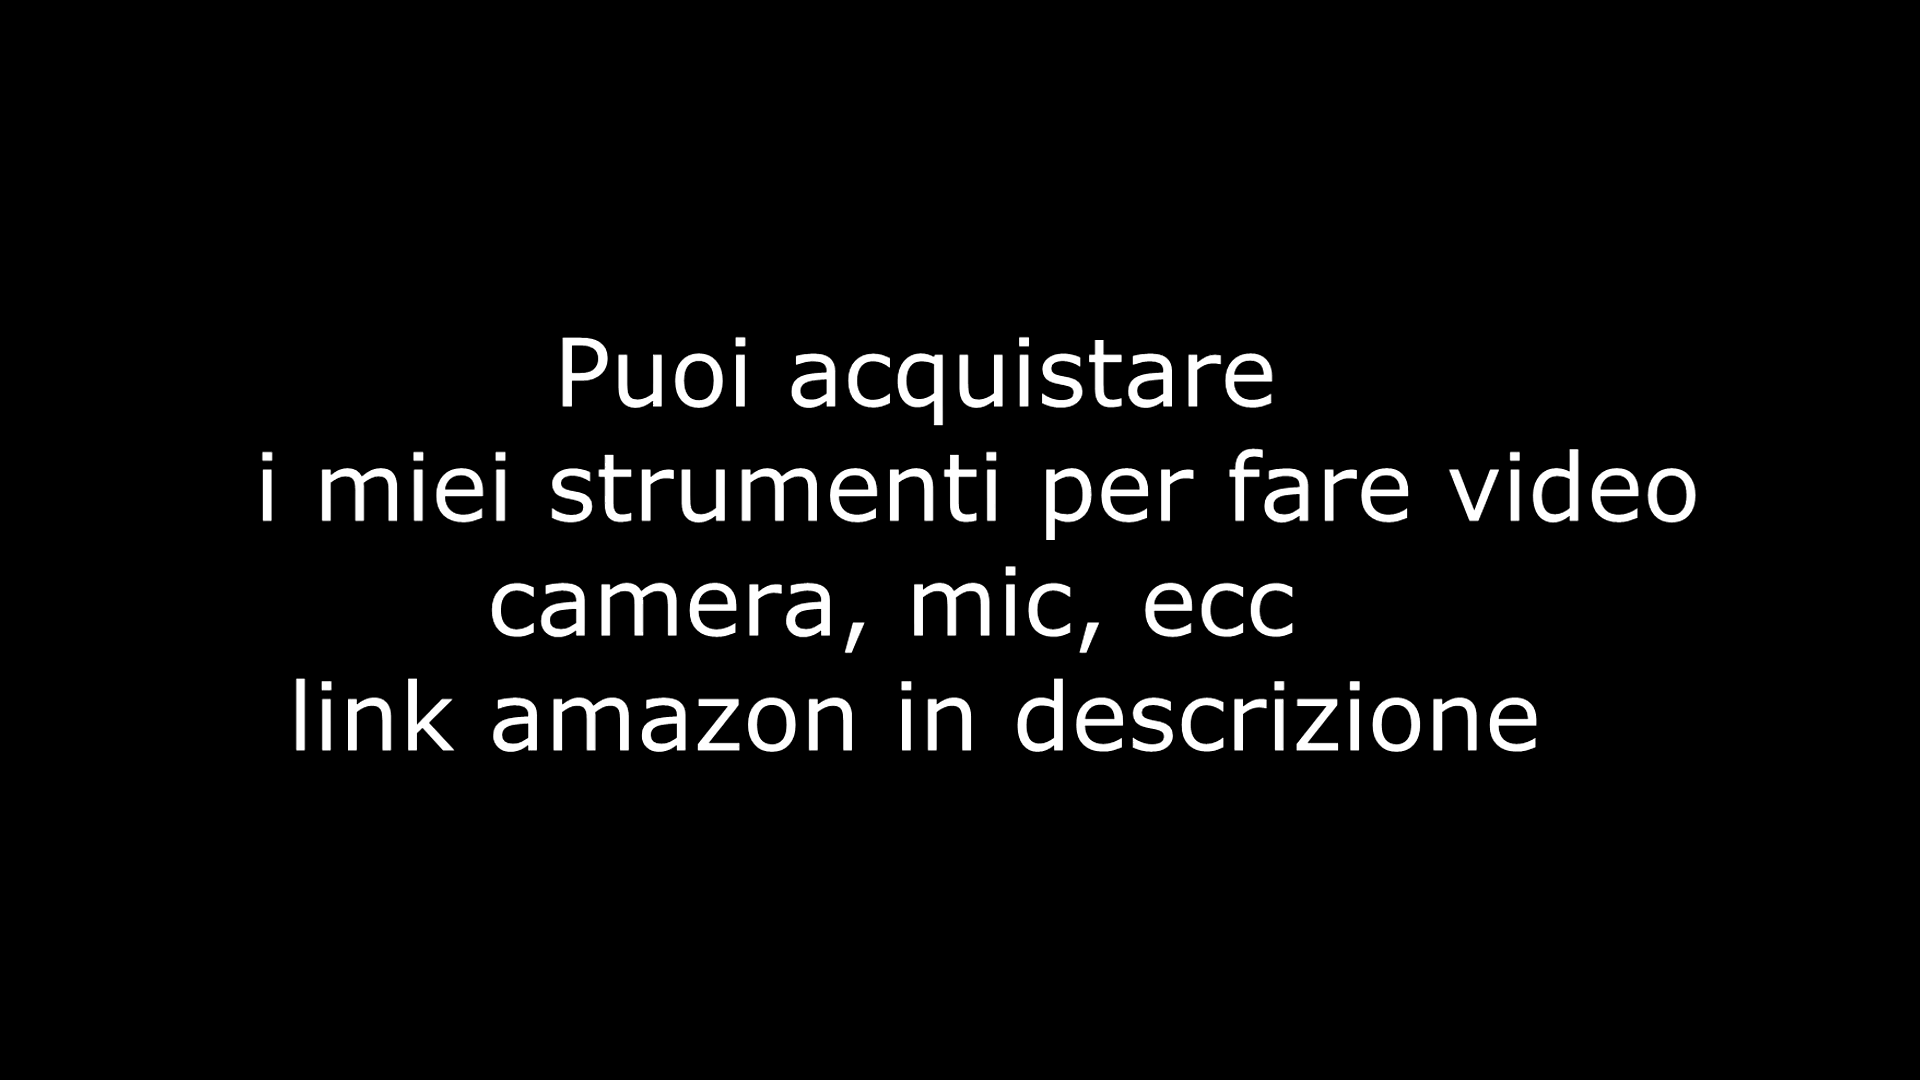 Puoi acquistare
i miei strumenti per fare video
camera, mic, ecc
link amazon in descrizione